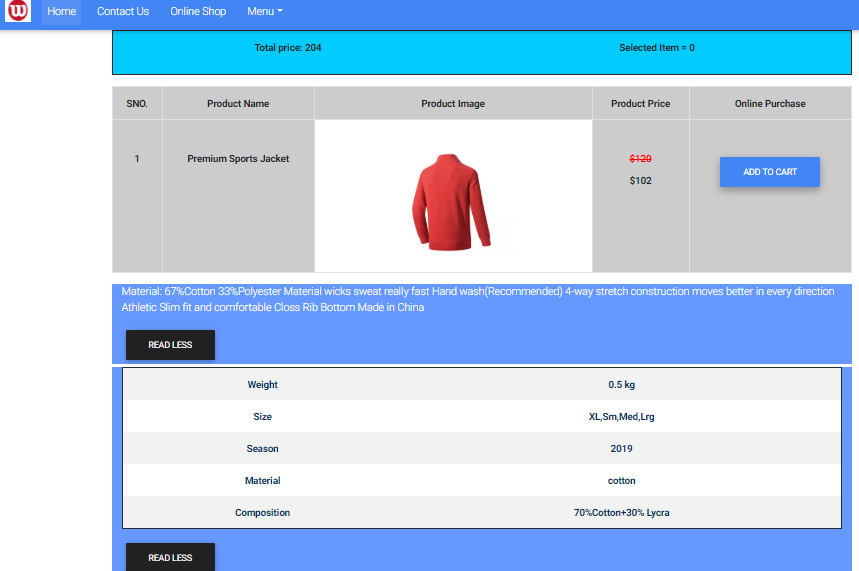 W
Home Contact Us Online Shop Menu
Total price: 204 Selected Item = 0
SNO. Product Name Product Image Product Price Online Purchase
1 Premium Sports Jacket $120 ADD TO CART
$102
Material: 67%Cotton 33%Polyester Material wicks sweat really fast Hand wash(Recommended) 4-way stretch construction moves better in every direction
Athletic Slim fit and comfortable Closs Rib Bottom Made in China
READ LESS
Weight 0.5 kg
Size XL,Sm,Med,Lrg
Season 2019
Material cotton
Composition 70%Cotton+30% Lycra
READ LESS